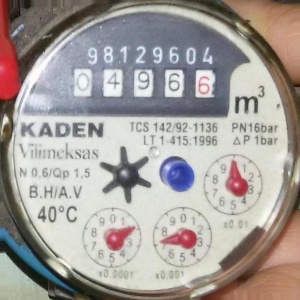 98129604
04966
m³
KADEN TCS 142/92-1136 PN16bar
Vilimeksas LT 1-415:1996 ΔP 1bar
N 0,6/Qp 1,5
B.H/A.V
40°C
x0.01
x0.0001 x0.001